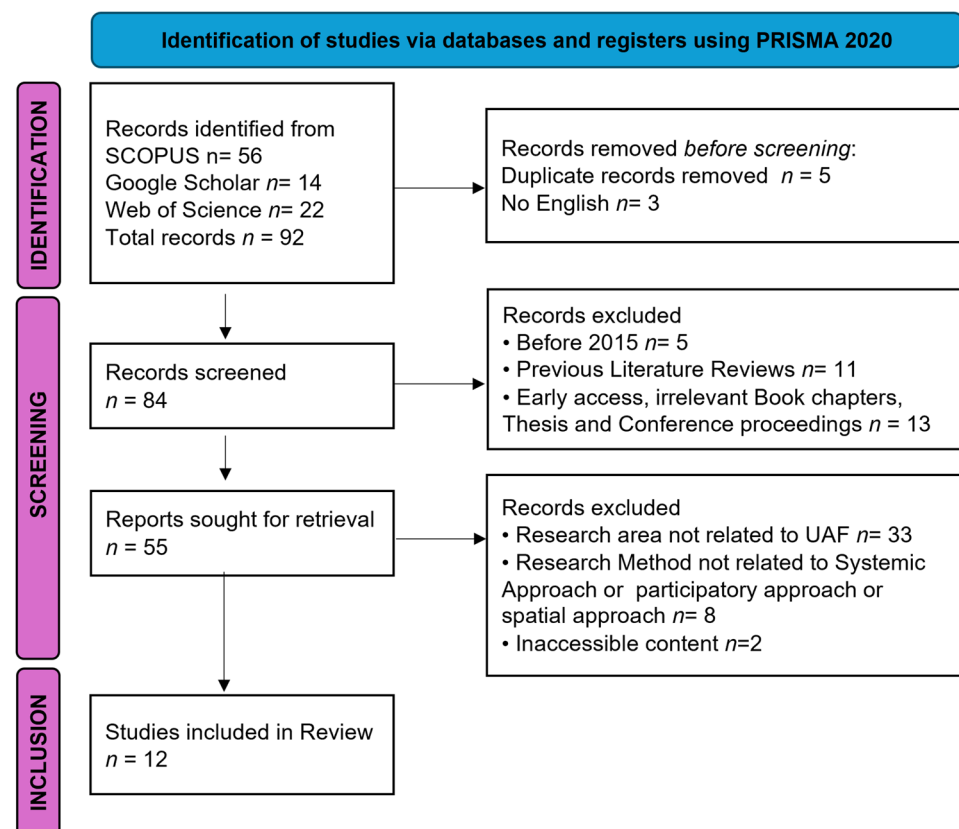 Identification of studies via databases and registers using PRISMA 2020
IDENTIFICATION
Records identified from
SCOPUS n= 56
Google Scholar n= 14
Web of Science n= 22
Total records n = 92
Records removed before screening:
Duplicate records removed n = 5
No English n= 3
SCREENING
Records screened
n = 84
Records excluded
• Before 2015 n= 5
• Previous Literature Reviews n= 11
• Early access, irrelevant Book chapters,
Thesis and Conference proceedings n = 13
Reports sought for retrieval
n = 55
Records excluded
• Research area not related to UAF n= 33
• Research Method not related to Systemic
Approach or participatory approach or
spatial approach n= 8
• Inaccessible content n=2
INCLUSION
Studies included in Review
n = 12